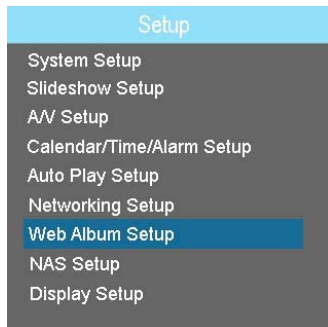 Setup
System Setup
Slideshow Setup
A/V Setup
Calendar/Time/Alarm Setup
Auto Play Setup
Networking Setup
Web Album Setup
NAS Setup
Display Setup